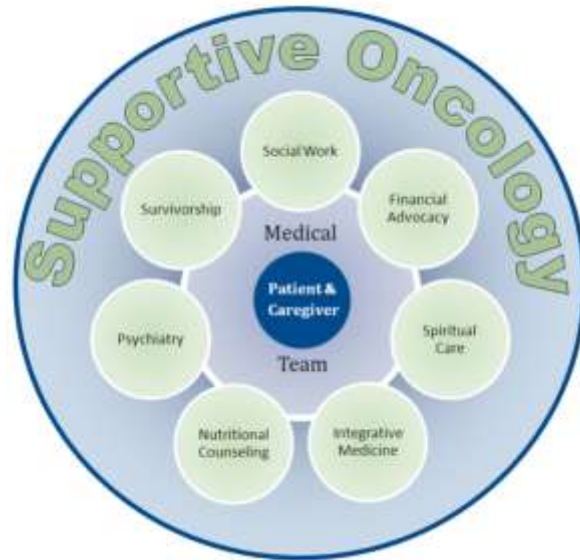 Supportive Oncology
Social Work
Financial
Advocacy
Spiritual
Care
Integrative
Medicine
Nutritional
Counseling
Psychiatry
Survivorship
Medical
Patient &
Caregiver
Team